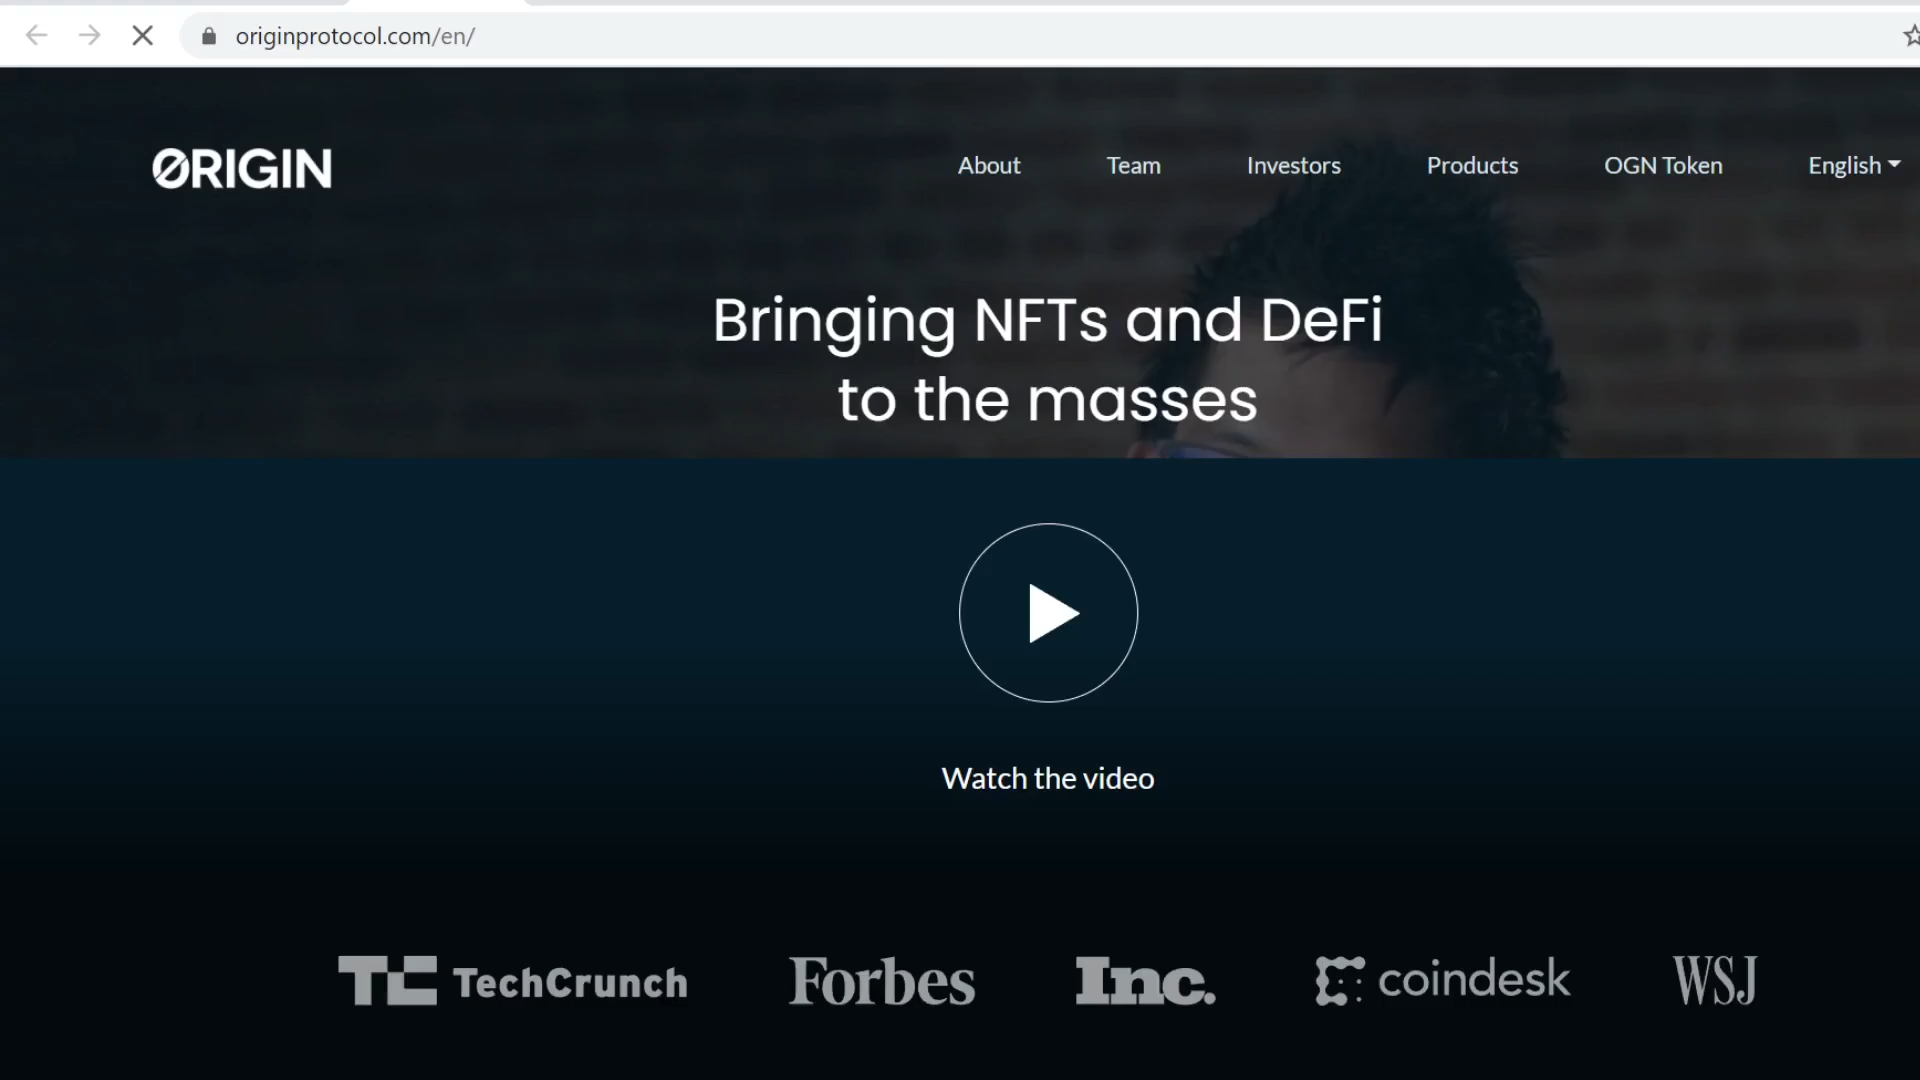 originprotocol.com/en/
ØRIGIN
About Team Investors Products OGN Token English
Bringing NFTs and DeFi
to the masses
Watch the video
TC TechCrunch Forbes Inc. coindesk WSJ